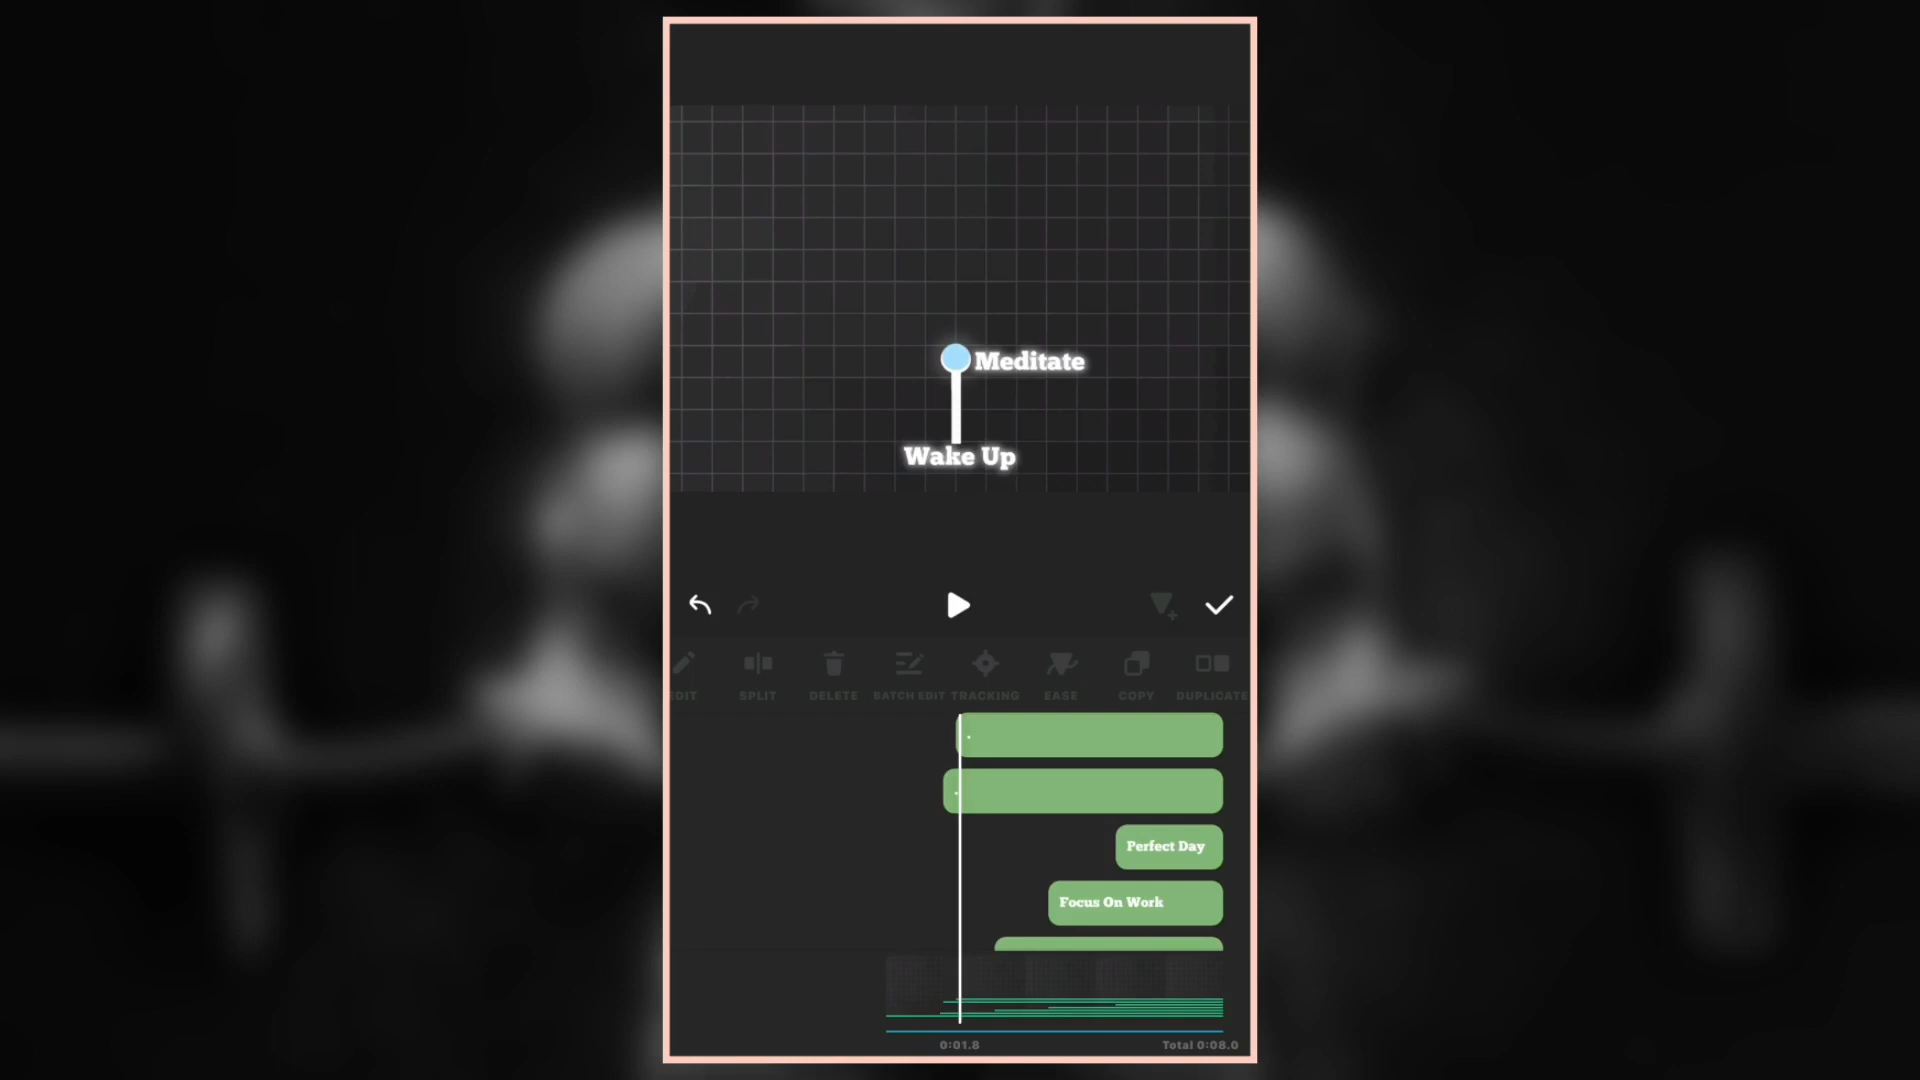 Meditate
Wake Up
EDIT SPLIT DELETE BATCH EDIT TRACKING EASE COPY DUPLICATE
Perfect Day
Focus On Work
0:01.8 Total 0:08.0